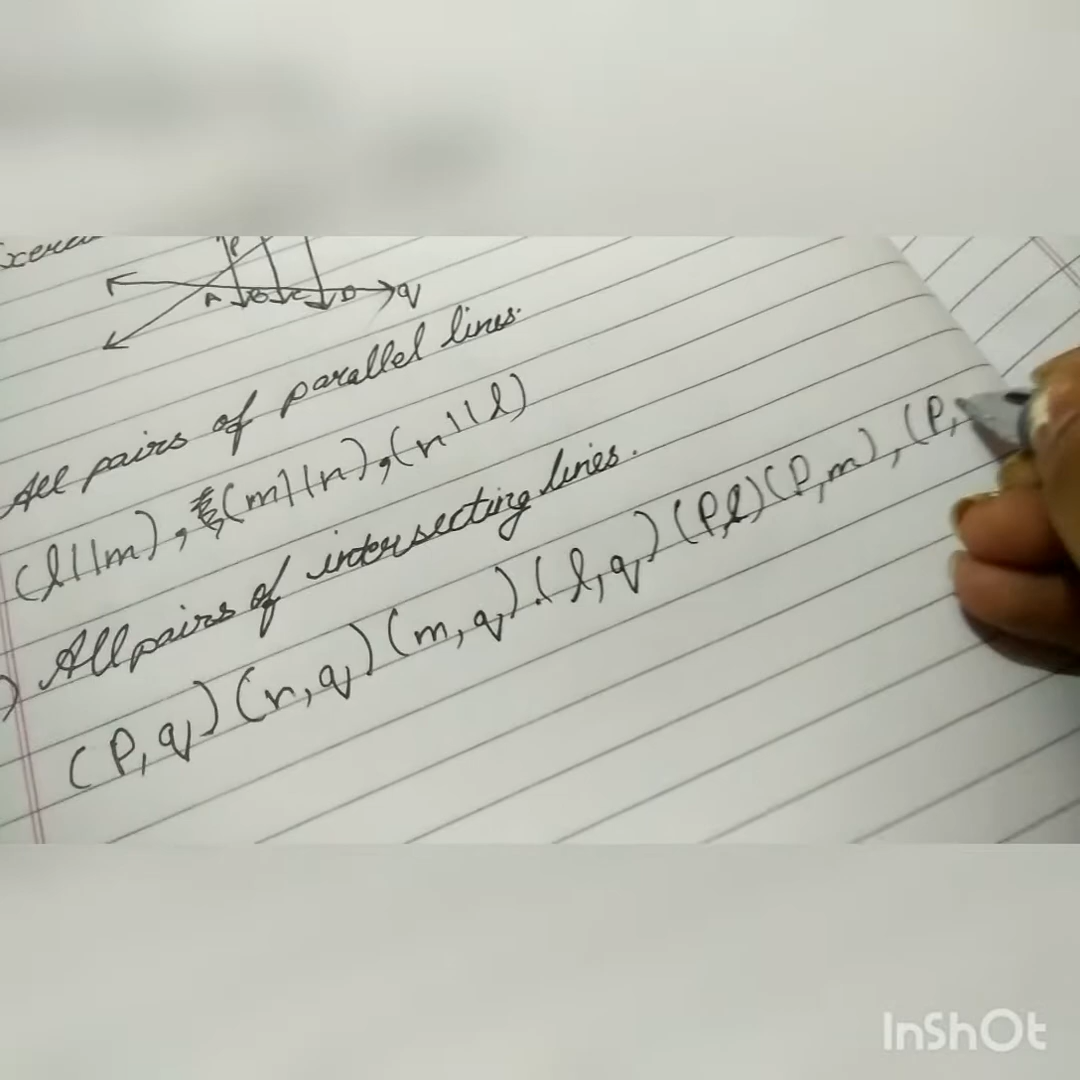 A B C D q
All pairs of parallel lines.
(l||m), (m||n), (n||l)
All pairs of intersecting lines.
(P,q) (n,q) (m,q). (l,q) (P,l) (P,m), (P,
InShOt